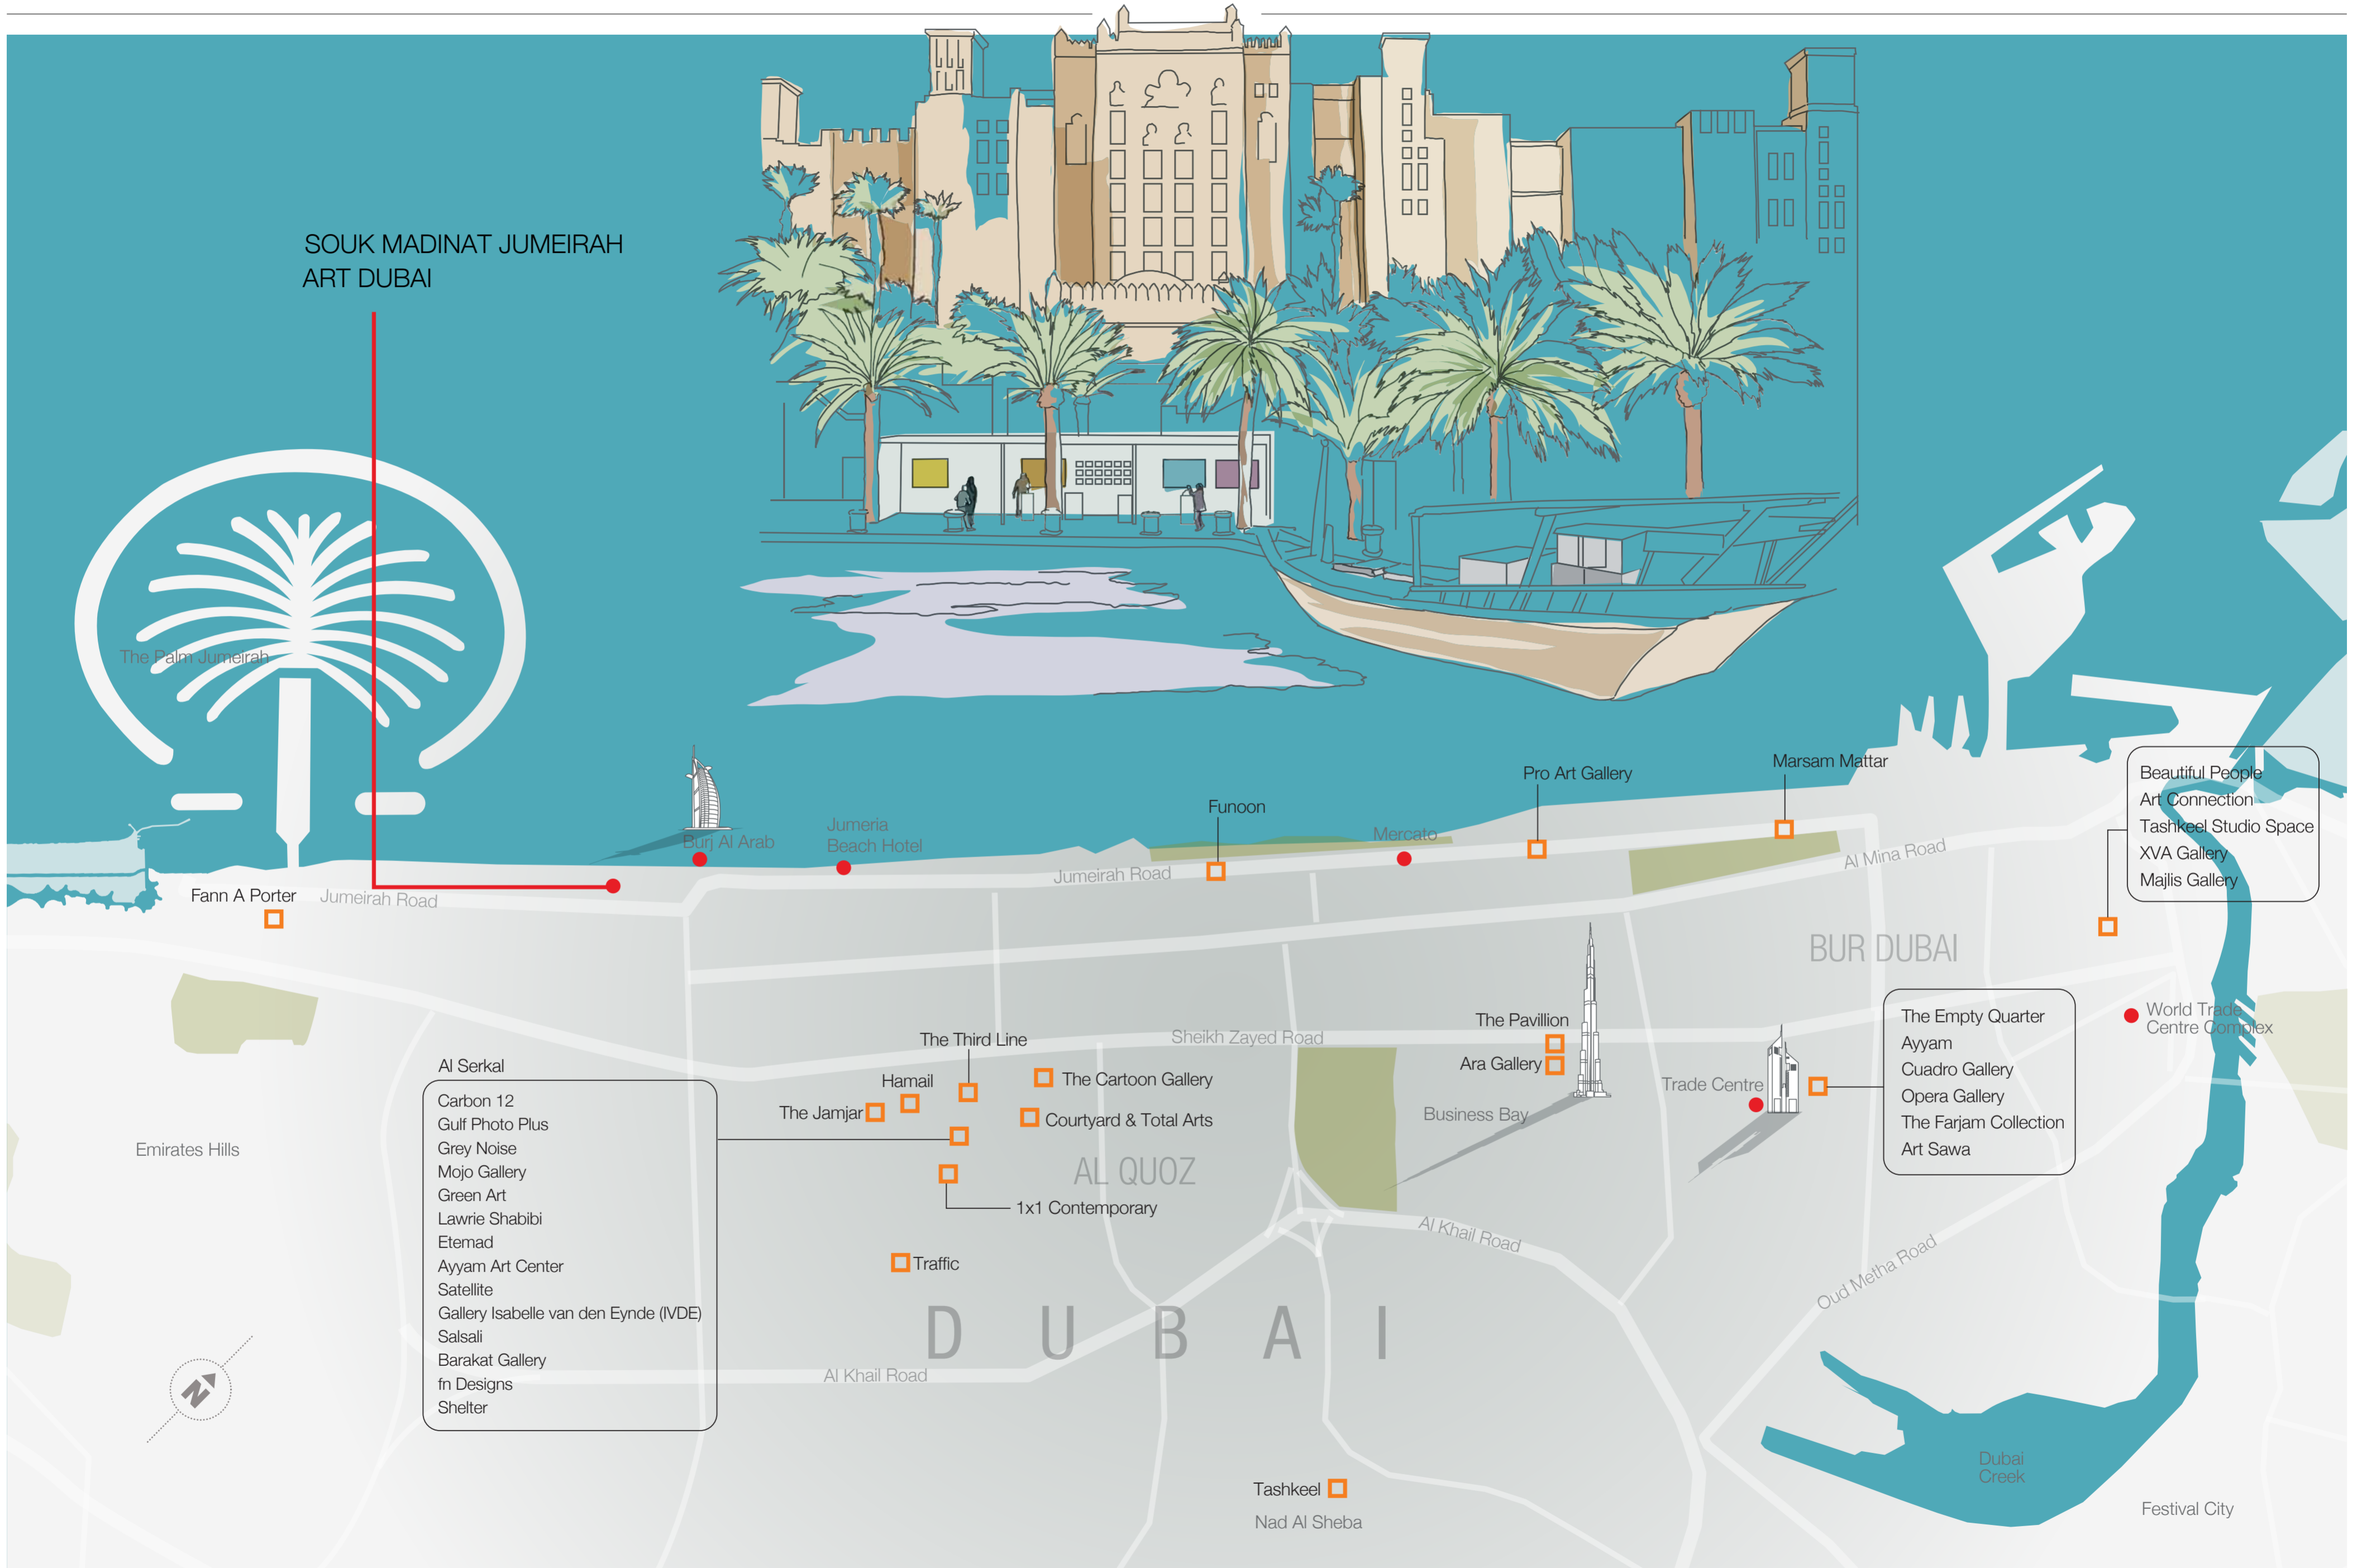 SOUK MADINAT JUMEIRAH
ART DUBAI
The Palm Jumeirah
Burj Al Arab
Jumeria
Beach Hotel
Funoon
Mercato
Pro Art Gallery
Marsam Mattar
Beautiful People
Art Connection
Tashkeel Studio Space
XVA Gallery
Majlis Gallery
Fann A Porter
Jumeirah Road
Jumeirah Road
Al Mina Road
BUR DUBAI
World Trade
Centre Complex
Sheikh Zayed Road
The Pavillion
Ara Gallery
Business Bay
Trade Centre
The Empty Quarter
Ayyam
Cuadro Gallery
Opera Gallery
The Farjam Collection
Art Sawa
The Third Line
Hamail
The Jamjar
The Cartoon Gallery
Courtyard & Total Arts
AL QUOZ
1x1 Contemporary
Traffic
Emirates Hills
Al Serkal
Carbon 12
Gulf Photo Plus
Grey Noise
Mojo Gallery
Green Art
Lawrie Shabibi
Etemad
Ayyam Art Center
Satellite
Gallery Isabelle van den Eynde (IVDE)
Salsali
Barakat Gallery
fn Designs
Shelter
N
DUBAI
Al Khail Road
Al Khail Road
Oud Metha Road
Tashkeel
Nad Al Sheba
Dubai
Creek
Festival City